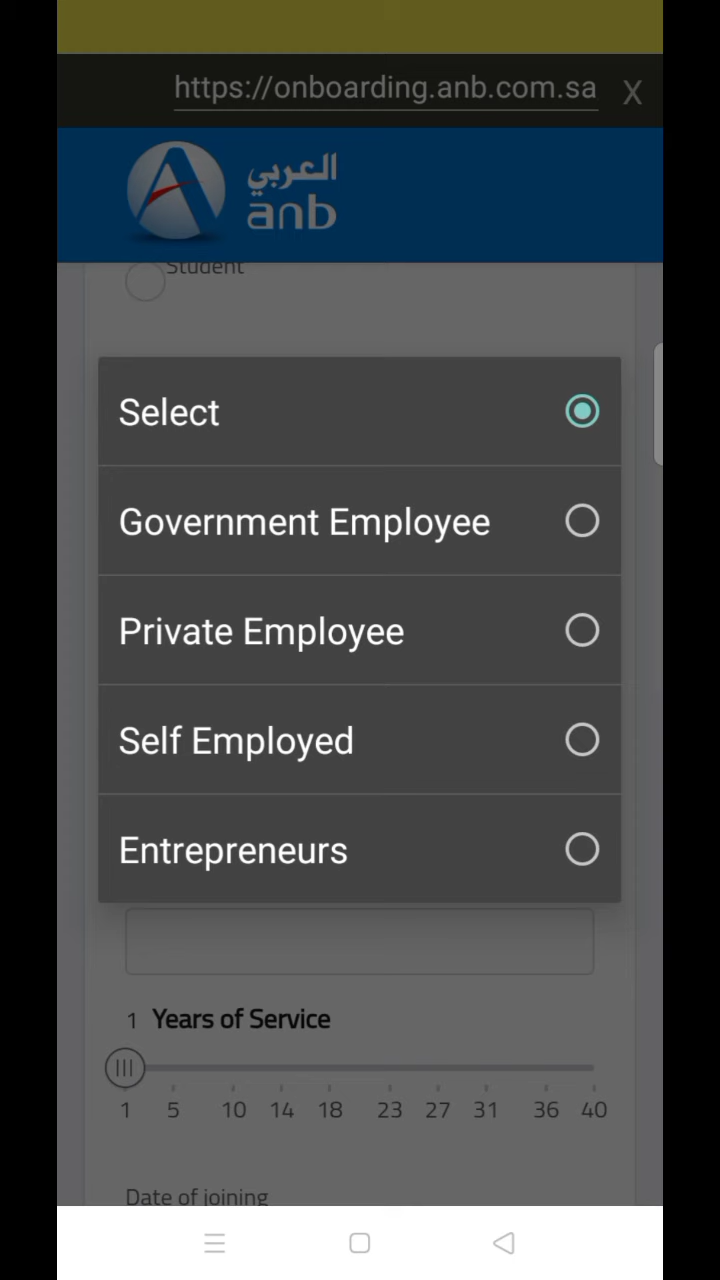 https://onboarding.anb.com.sa X
العربي
anb
Student
Select
Government Employee
Private Employee
Self Employed
Entrepreneurs
1 Years of Service
1 5 10 14 18 23 27 31 36 40
Date of joining